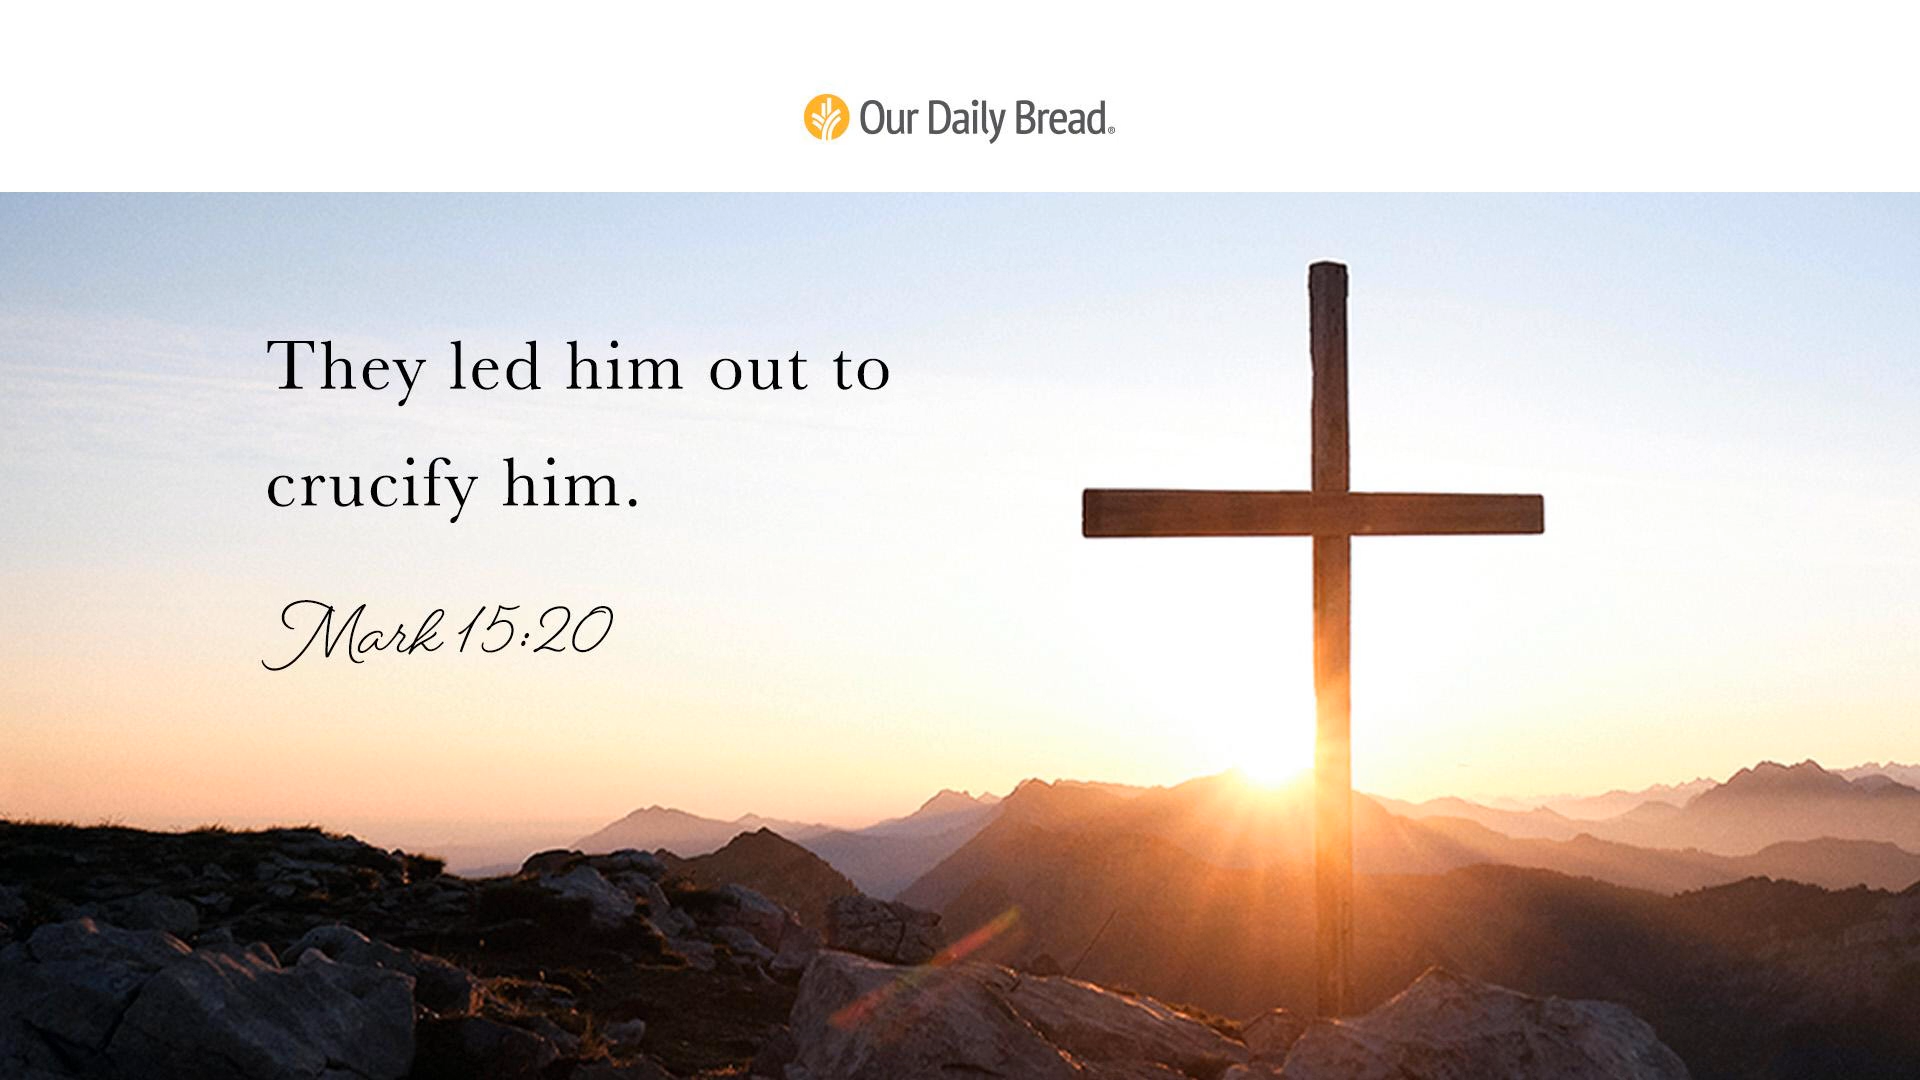 Our Daily Bread®
They led him out to
crucify him.
Mark 15:20